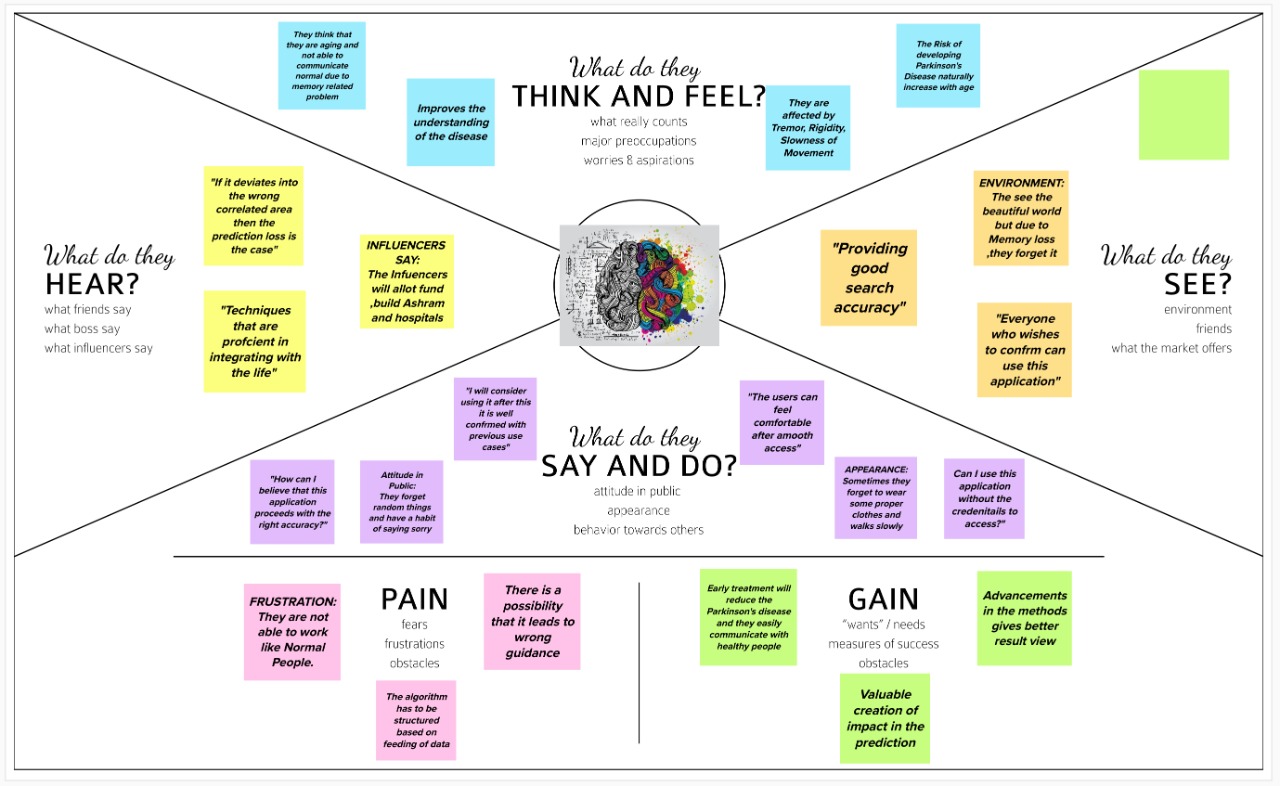 They think that
they are aging and
not able to
communicate
normal due to
memory related
problem
Improves the
understanding
of the disease
What do they
THINK AND FEEL?
what really counts
major preoccupations
worries & aspirations
They are
affected by
Tremor, Rigidity,
Slowness of
Movement
The Risk of
developing
Parkinson's
Disease naturally
increase with age
What do they
HEAR?
what friends say
what boss say
what influencers say
"If it deviates into
the wrong
correlated area
then the
prediction loss is
the case"
"Techniques
that are
profcient in
integrating with
the life"
INFLUENCERS
SAY:
The Infuencers
will allot fund
,build Ashram
and hospitals
"Providing
good
search
accuracy"
ENVIRONMENT:
The see the
beautiful world
but due to
Memory loss
,they forget it
"Everyone
who wishes
to confrm can
use this
application"
What do they
SEE?
environment
friends
what the market offers
"How can I
believe that this
application
proceeds with the
right accuracy?"
Attitude in
Public:
They forget
random things
and have a habit
of saying sorry
"I will consider
using it after this
it is well
confrmed with
previous use
cases"
What do they
SAY AND DO?
attitude in public
appearance
behavior towards others
"The users can
feel
comfortable
after amooth
access"
APPEARANCE:
Sometimes they
forget to wear
some proper
clothes and
walks slowly
Can I use this
application
without the
credenitails to
access?"
FRUSTRATION:
They are not
able to work
like Normal
People.
PAIN
fears
frustrations
obstacles
There is a
possibility
that it leads to
wrong
guidance
The algorithm
has to be
structured
based on
feeding of data
Early treatment will
reduce the
Parkinson's disease
and they easily
communicate with
healthy people
GAIN
"wants" / needs
measures of success
obstacles
Advancements
in the methods
gives better
result view
Valuable
creation of
impact in the
prediction